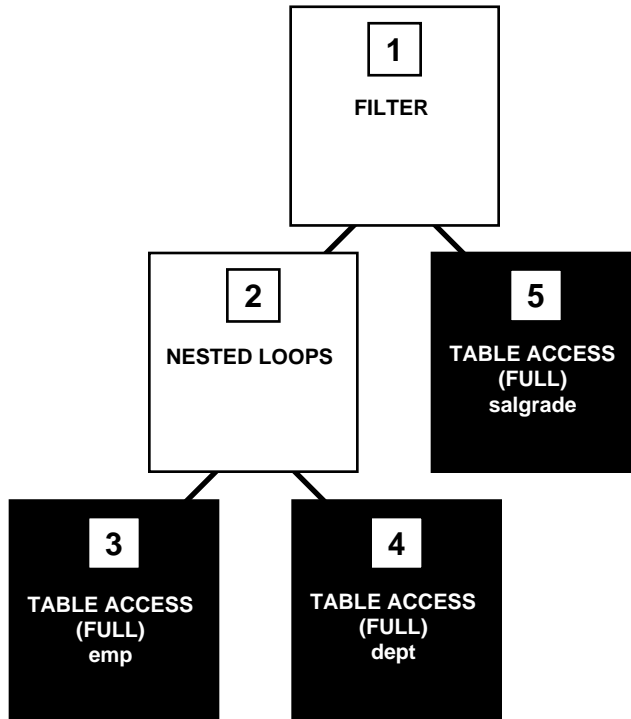 1
FILTER
2
NESTED LOOPS
5
TABLE ACCESS
(FULL)
salgrade
3
TABLE ACCESS
(FULL)
emp
4
TABLE ACCESS
(FULL)
dept